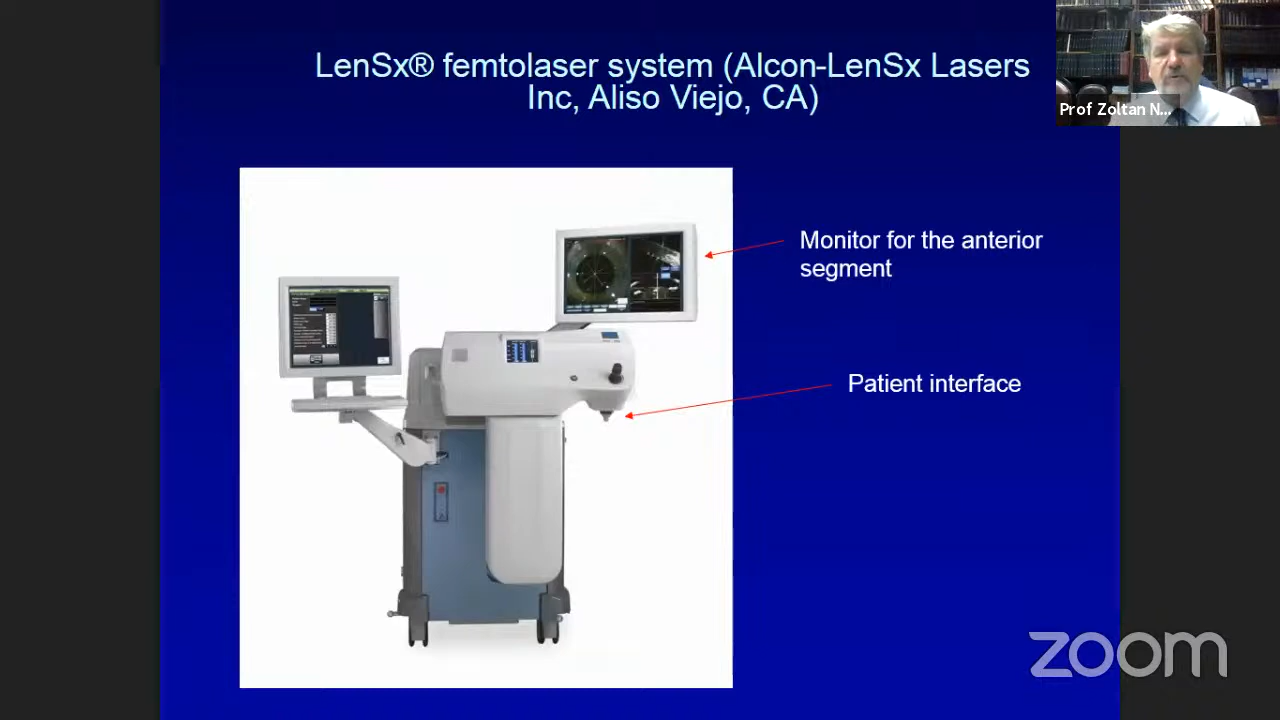 LenSx® femtolaser system (Alcon-LenSx Lasers
Inc, Aliso Viejo, CA)
Prof Zoltan N...
Monitor for the anterior
segment
Patient interface
zoom